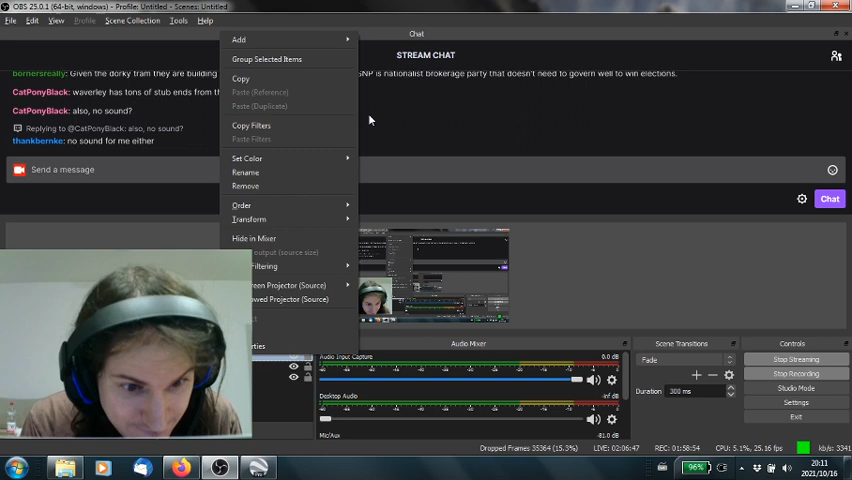 OBS 25.0.1 (64-bit, windows) - Profile: Untitled - Scenes: Untitled
File Edit View Profile Scene Collection Tools Help
Chat
STREAM CHAT
bornersreally: Given the dorky tram they are building
SNP is nationalist brokerage party that doesn't need to govern well to win elections.
CatPonyBlack: waverley has tons of stub ends from th
CatPonyBlack: also, no sound?
Replying to @CatPonyBlack: also, no sound?
thankbernke: no sound for me either
Send a message
Chat
Add
Group Selected Items
Copy
Paste (Reference)
Paste (Duplicate)
Copy Filters
Paste Filters
Set Color
Rename
Remove
Order
Transform
Hide in Mixer
output (source size)
Filtering
reen Projector (Source)
owed Projector (Source)
erties
Audio Mixer
Audio Input Capture 0.0 dB
Desktop Audio -inf dB
Mic/Aux -81.0 dB
Scene Transitions
Fade
Duration: 300 ms
Controls
Stop Streaming
Stop Recording
Studio Mode
Settings
Exit
Dropped Frames 35364 (15.3%) LIVE: 02:06:47 REC: 01:58:54 CPU: 5.1%, 25.16 fps kb/s: 3341
96%
20:11
2021/10/16